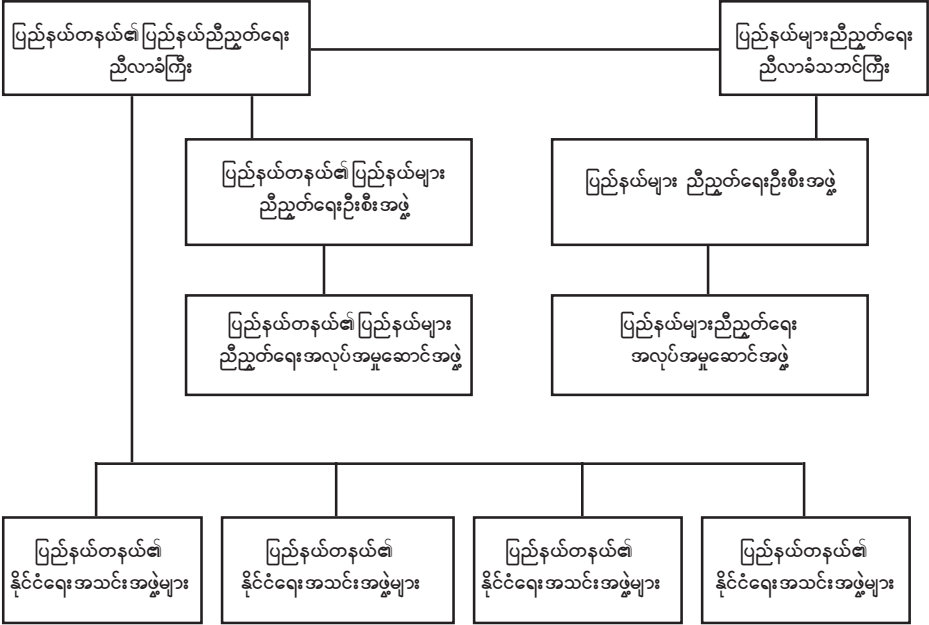 ပြည်နယ်တနယ်၏ပြည်နယ်ညီညွတ်ရေး
ညီလာခံကြီး
ပြည်နယ်များညီညွတ်ရေး
ညီလာခံသဘင်ကြီး
ပြည်နယ်တနယ်၏ပြည်နယ်များ
ညီညွတ်ရေးဦးစီးအဖွဲ့
ပြည်နယ်များ ညီညွတ်ရေးဦးစီးအဖွဲ့
ပြည်နယ်တနယ်၏ပြည်နယ်များ
ညီညွတ်ရေးအလုပ်အမှုဆောင်အဖွဲ့
ပြည်နယ်များညီညွတ်ရေး
အလုပ်အမှုဆောင်အဖွဲ့
ပြည်နယ်တနယ်၏
နိုင်ငံရေးအသင်းအဖွဲ့များ
ပြည်နယ်တနယ်၏
နိုင်ငံရေးအသင်းအဖွဲ့များ
ပြည်နယ်တနယ်၏
နိုင်ငံရေးအသင်းအဖွဲ့များ
ပြည်နယ်တနယ်၏
နိုင်ငံရေးအသင်းအဖွဲ့များ